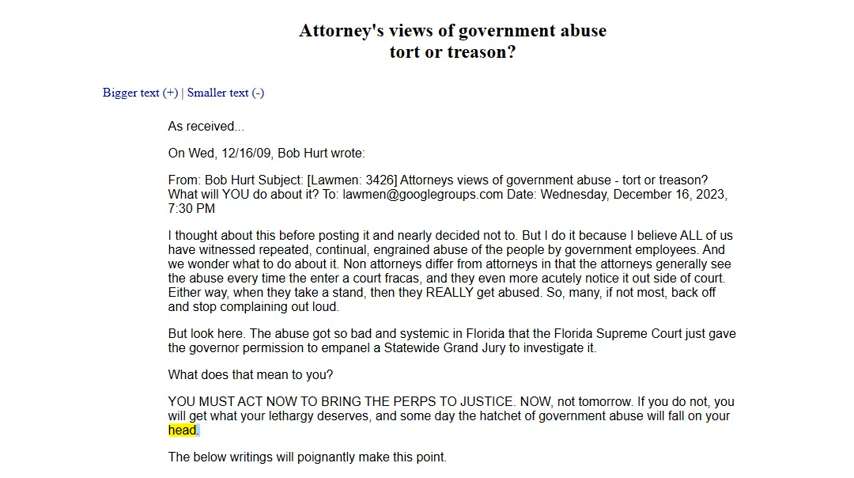 Attorney's views of government abuse
tort or treason?
Bigger text (+) | Smaller text (-)
As received...
On Wed, 12/16/09, Bob Hurt wrote:
From: Bob Hurt Subject: [Lawmen: 3426] Attorneys views of government abuse - tort or treason?
What will YOU do about it? To: lawmen@googlegroups.com Date: Wednesday, December 16, 2023,
7:30 PM
I thought about this before posting it and nearly decided not to. But I do it because I believe ALL of us
have witnessed repeated, continual, engrained abuse of the people by government employees. And
we wonder what to do about it. Non attorneys differ from attorneys in that the attorneys generally see
the abuse every time the enter a court fracas, and they even more acutely notice it out side of court.
Either way, when they take a stand, then they REALLY get abused. So, many, if not most, back off
and stop complaining out loud.
But look here. The abuse got so bad and systemic in Florida that the Florida Supreme Court just gave
the governor permission to empanel a Statewide Grand Jury to investigate it.
What does that mean to you?
YOU MUST ACT NOW TO BRING THE PERPS TO JUSTICE. NOW, not tomorrow. If you do not, you
will get what your lethargy deserves, and some day the hatchet of government abuse will fall on your
head.
The below writings will poignantly make this point.